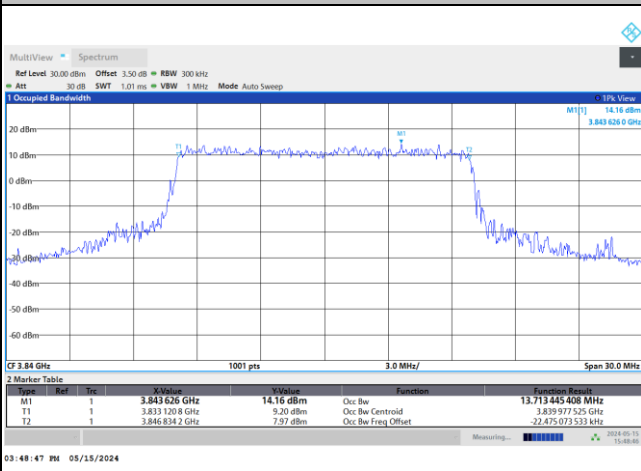 MultiView Spectrum
Ref Level 30.00 dBm Offset 3.50 dB RBW 300 kHz
Att 30 dB SWT 1.01 ms VBW 1 MHz Mode Auto Sweep
1 Occupied Bandwidth 1Pk View
M1[1] 14.16 dBm
3.843 626 0 GHz
20 dBm
M1
T1 T2
10 dBm
0 dBm
-10 dBm
-20 dBm
-30 dBm
-40 dBm
-50 dBm
-60 dBm
CF 3.84 GHz 1001 pts 3.0 MHz/ Span 30.0 MHz
2 Marker Table
Type Ref Trc X-Value Y-Value Function Function Result
M1 1 3.843 626 GHz 14.16 dBm Occ Bw 13.713 445 408 MHz
T1 1 3.833 120 8 GHz 9.20 dBm Occ Bw Centroid 3.839 977 525 GHz
T2 1 3.846 834 2 GHz 7.97 dBm Occ Bw Freq Offset -22.475 073 533 kHz
Measuring... 2024-05-15
15:48:46
03:48:47 PM 05/15/2024